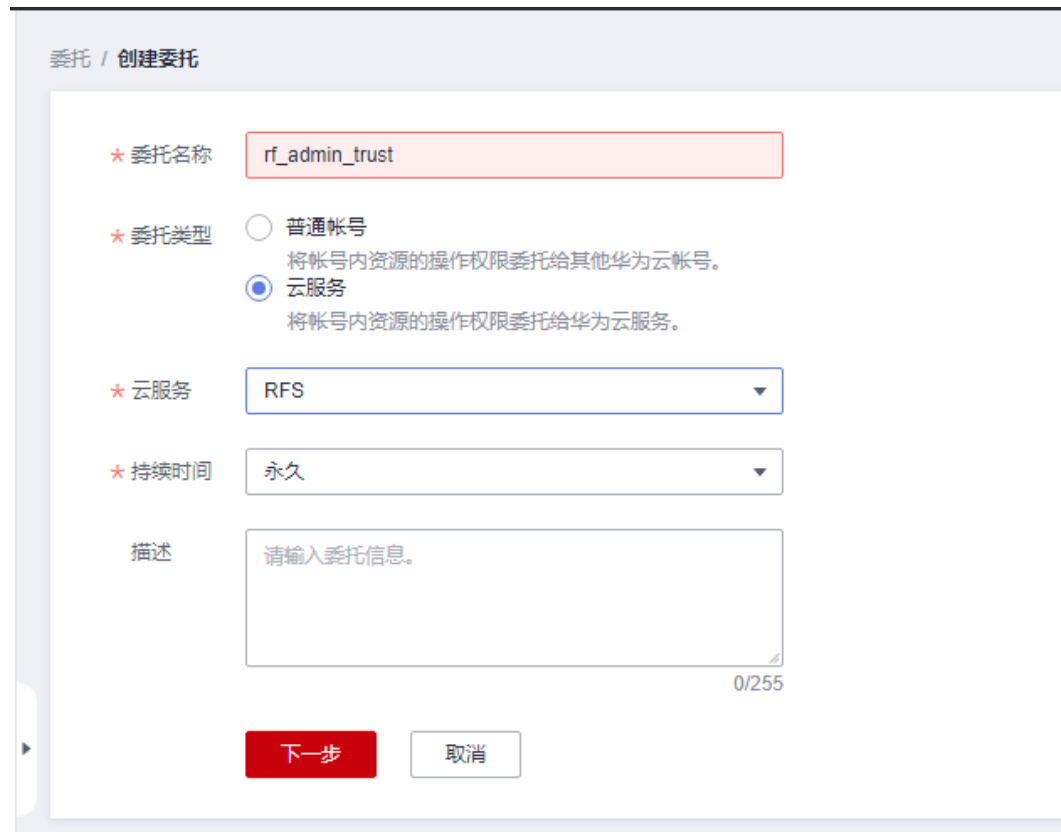 委托 / 创建委托
* 委托名称 rf_admin_trust
* 委托类型 普通帐号
将帐号内资源的操作权限委托给其他华为云帐号。
云服务
将帐号内资源的操作权限委托给华为云服务。
* 云服务 RFS
* 持续时间 永久
描述 请输入委托信息。
0/255
下一步 取消